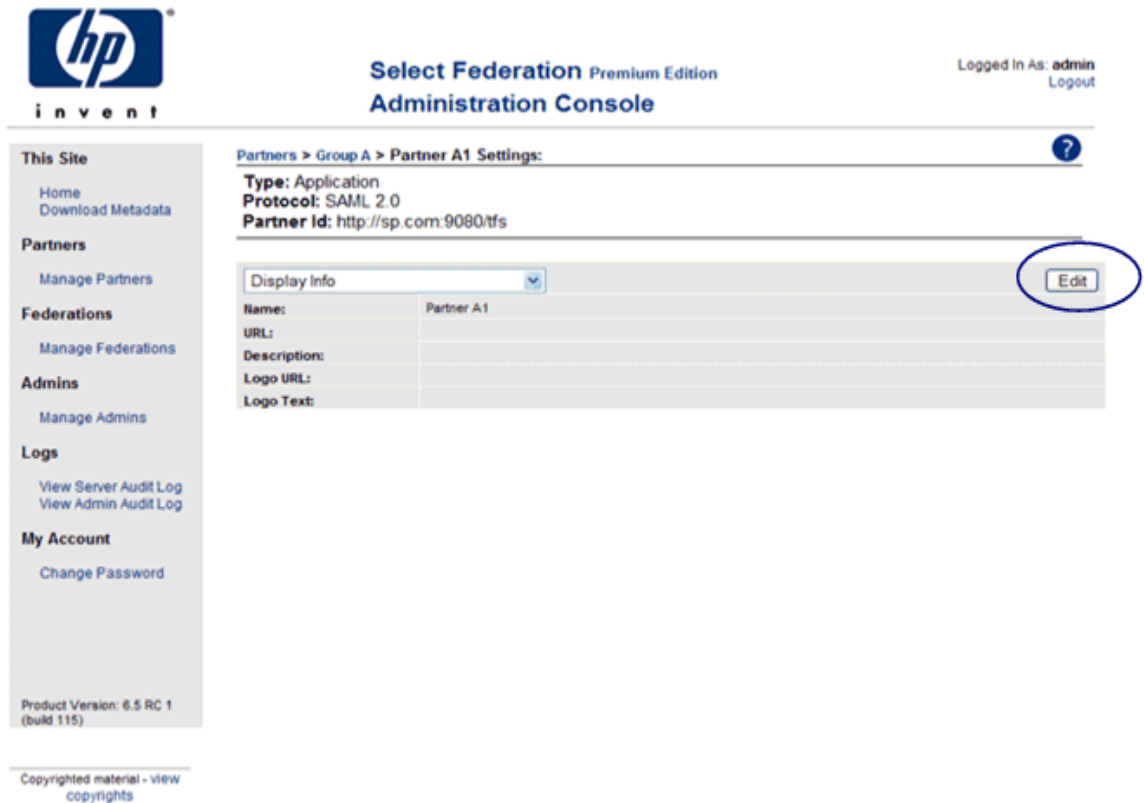 hp
invent
Select Federation Premium Edition
Administration Console
Logged In As: admin
Logout
This Site
Home
Download Metadata
Partners
Manage Partners
Federations
Manage Federations
Admins
Manage Admins
Logs
View Server Audit Log
View Admin Audit Log
My Account
Change Password
Product Version: 6.5 RC 1
(build 115)
Copyrighted material - view
copyrights
Partners > Group A > Partner A1 Settings:
?
Type: Application
Protocol: SAML 2.0
Partner Id: http://sp.com:9080/tfs
Display Info
Edit
Name: Partner A1
URL:
Description:
Logo URL:
Logo Text: